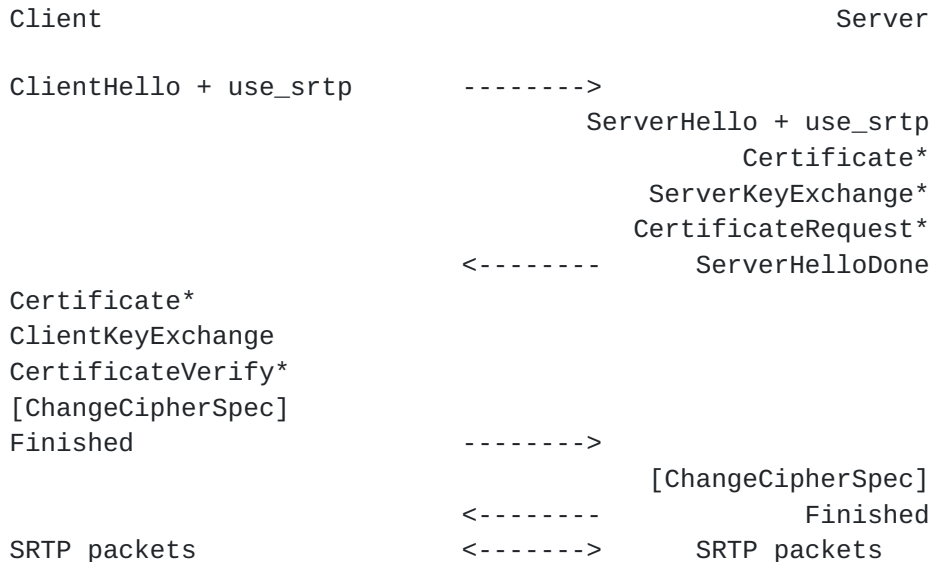 Client                                               Server

ClientHello + use_srtp       -------->
                                     ServerHello + use_srtp
                                               Certificate*
                                         ServerKeyExchange*
                                        CertificateRequest*
                             <--------      ServerHelloDone
Certificate*
ClientKeyExchange
CertificateVerify*
[ChangeCipherSpec]
Finished                     -------->
                                         [ChangeCipherSpec]
                             <--------             Finished
SRTP packets                 <------->      SRTP packets